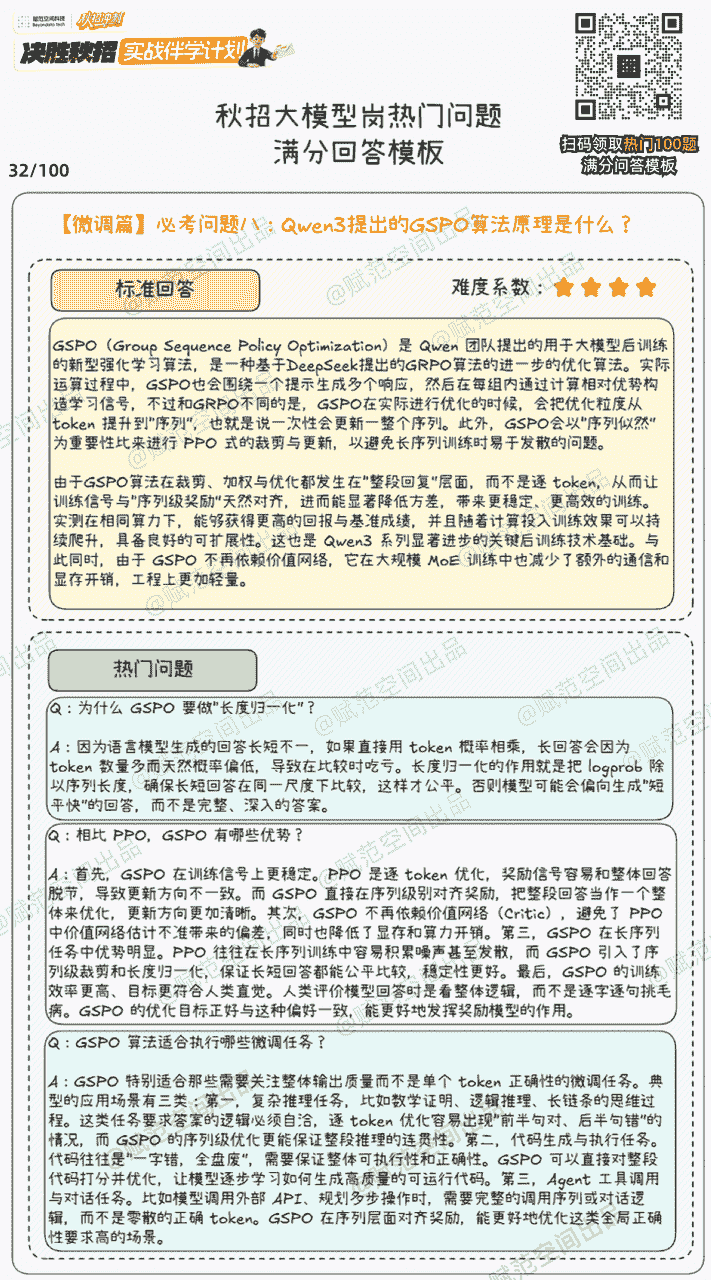 赋范空间科技
Beyondata tech
秋招冲刺
决胜秋招 实战伴学计划
秋招大模型岗热门问题
满分回答模板
扫码领取热门100题
满分问答模板
32/100
【微调篇】必考问题八：Qwen3提出的GSPO算法原理是什么？
标准回答
难度系数：
GSPO（Group Sequence Policy Optimization）是 Qwen 团队提出的用于大模型后训练
的新型强化学习算法，是一种基于DeepSeek提出的GRPO算法的进一步的优化算法。实际
运算过程中，GSPO也会围绕一个提示生成多个响应，然后在每组内通过计算相对优势构
造学习信号，不过和GRPO不同的是，GSPO在实际进行优化的时候，会把优化粒度从
token 提升到"序列"，也就是说一次性会更新一整个序列。此外，GSPO会以"序列似然"
为重要性比来进行 PPO 式的裁剪与更新，以避免长序列训练时易于发散的问题。
由于GSPO算法在裁剪、加权与优化都发生在"整段回复"层面，而不是逐 token，从而让
训练信号与"序列级奖励"天然对齐，进而能显著降低方差，带来更稳定、更高效的训练。
实测在相同算力下，能够获得更高的回报与基准成绩，并且随着计算投入训练效果可以持
续爬升，具备良好的可扩展性。这也是 Qwen3 系列显著进步的关键后训练技术基础。与
此同时，由于 GSPO 不再依赖价值网络，它在大规模 MoE 训练中也减少了额外的通信和
显存开销，工程上更加轻量。
热门问题
Q：为什么 GSPO 要做"长度归一化"？
A：因为语言模型生成的回答长短不一，如果直接用 token 概率相乘，长回答会因为
token 数量多而天然概率偏低，导致在比较时吃亏。长度归一化的作用就是把 logprob 除
以序列长度，确保长短回答在同一尺度下比较，这样才公平。否则模型可能会偏向生成"短
平快"的回答，而不是完整、深入的答案。
Q：相比 PPO，GSPO 有哪些优势？
A：首先，GSPO 在训练信号上更稳定。PPO 是逐 token 优化，奖励信号容易和整体回答
脱节，导致更新方向不一致。而 GSPO 直接在序列级别对齐奖励，把整段回答当作一个整
体来优化，更新方向更加清晰。其次，GSPO 不再依赖价值网络（Critic），避免了 PPO
中价值网络估计不准带来的偏差，同时也降低了显存和算力开销。第三，GSPO 在长序列
任务中优势明显。PPO 往往在长序列训练中容易积累噪声甚至发散，而 GSPO 引入了序
列级裁剪和长度归一化，保证长短回答都能公平比较，稳定性更好。最后，GSPO 的训练
效率更高、目标更符合人类直觉。人类评价模型回答时是看整体逻辑，而不是逐字逐句挑毛
病。GSPO 的优化目标正好与这种偏好一致，能更好地发挥奖励模型的作用。
Q：GSPO 算法适合执行哪些微调任务？
A：GSPO 特别适合那些需要关注整体输出质量而不是单个 token 正确性的微调任务。典
型的应用场景有三类：第一，复杂推理任务，比如数学证明、逻辑推理、长链条的思维过
程。这类任务要求答案的逻辑必须自洽，逐 token 优化容易出现"前半句对、后半句错"的
情况，而 GSPO 的序列级优化更能保证整段推理的连贯性。第二，代码生成与执行任务。
代码往往是"一字错，全盘废"，需要保证整体可执行性和正确性。GSPO 可以直接对整段
代码打分并优化，让模型逐步学习如何生成高质量的可运行代码。第三，Agent 工具调用
与对话任务。比如模型调用外部 API、规划多步操作时，需要完整的调用序列或对话逻
辑，而不是零散的正确 token。GSPO 在序列层面对齐奖励，能更好地优化这类全局正确
性要求高的场景。
@赋范空间出品